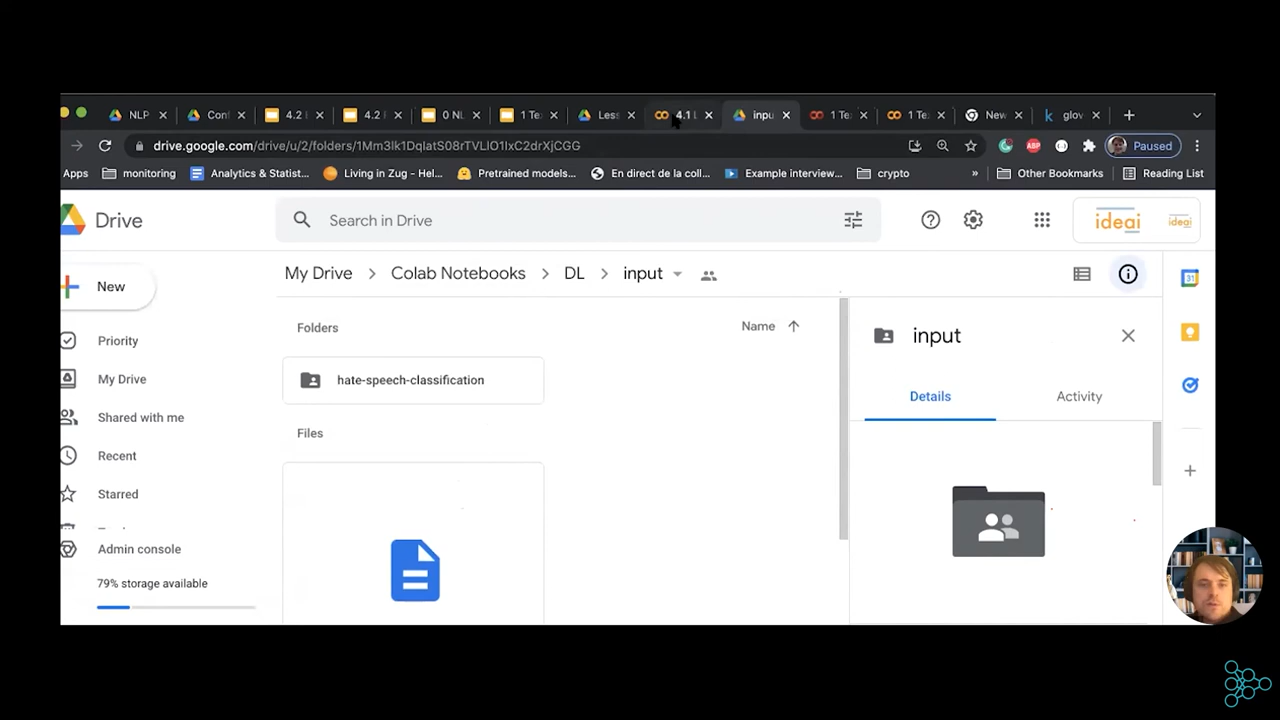 NLP
Conf
4.2 F
4.2 F
0 NL
1 Te
Less
4.1 L
inpu
1 Te
1 Te
New
glov
drive.google.com/drive/u/2/folders/1Mm3lk1DqIatS08rTVLIO1IxC2drXjCGG
Paused
Apps
monitoring
Analytics & Statist...
Living in Zug - Hel...
Pretrained models...
En direct de la coll...
Example interview...
crypto
»
Other Bookmarks
Reading List
Drive
Search in Drive
ideai
ideai
New
My Drive > Colab Notebooks > DL > input
Priority
My Drive
Shared with me
Recent
Starred
Admin console
79% storage available
Folders
Name
hate-speech-classification
Files
input
Details
Activity
31